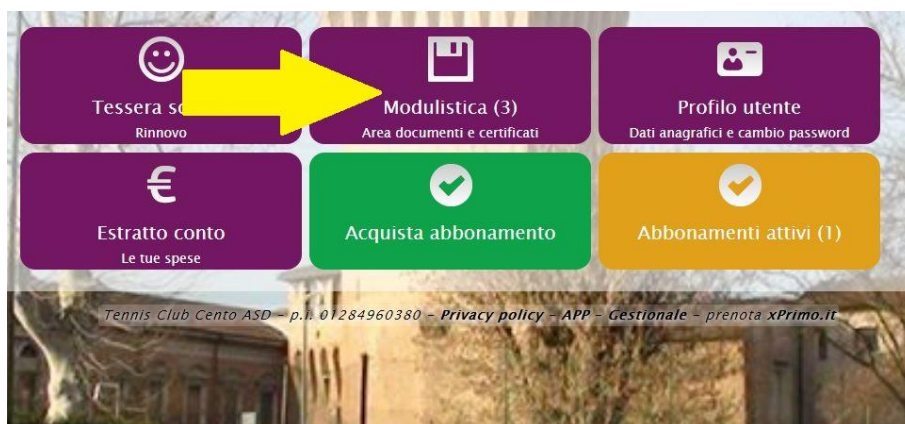 Tessera
Rinnovo
Modulistica (3)
Area documenti e certificati
Profilo utente
Dati anagrafici e cambio password
€
Estratto conto
Le tue spese
Acquista abbonamento
Abbonamenti attivi (1)
Tennis Club Cento ASD - p.i. 01284960380 - Privacy policy - APP - Gestionale - prenota xPrimo.it